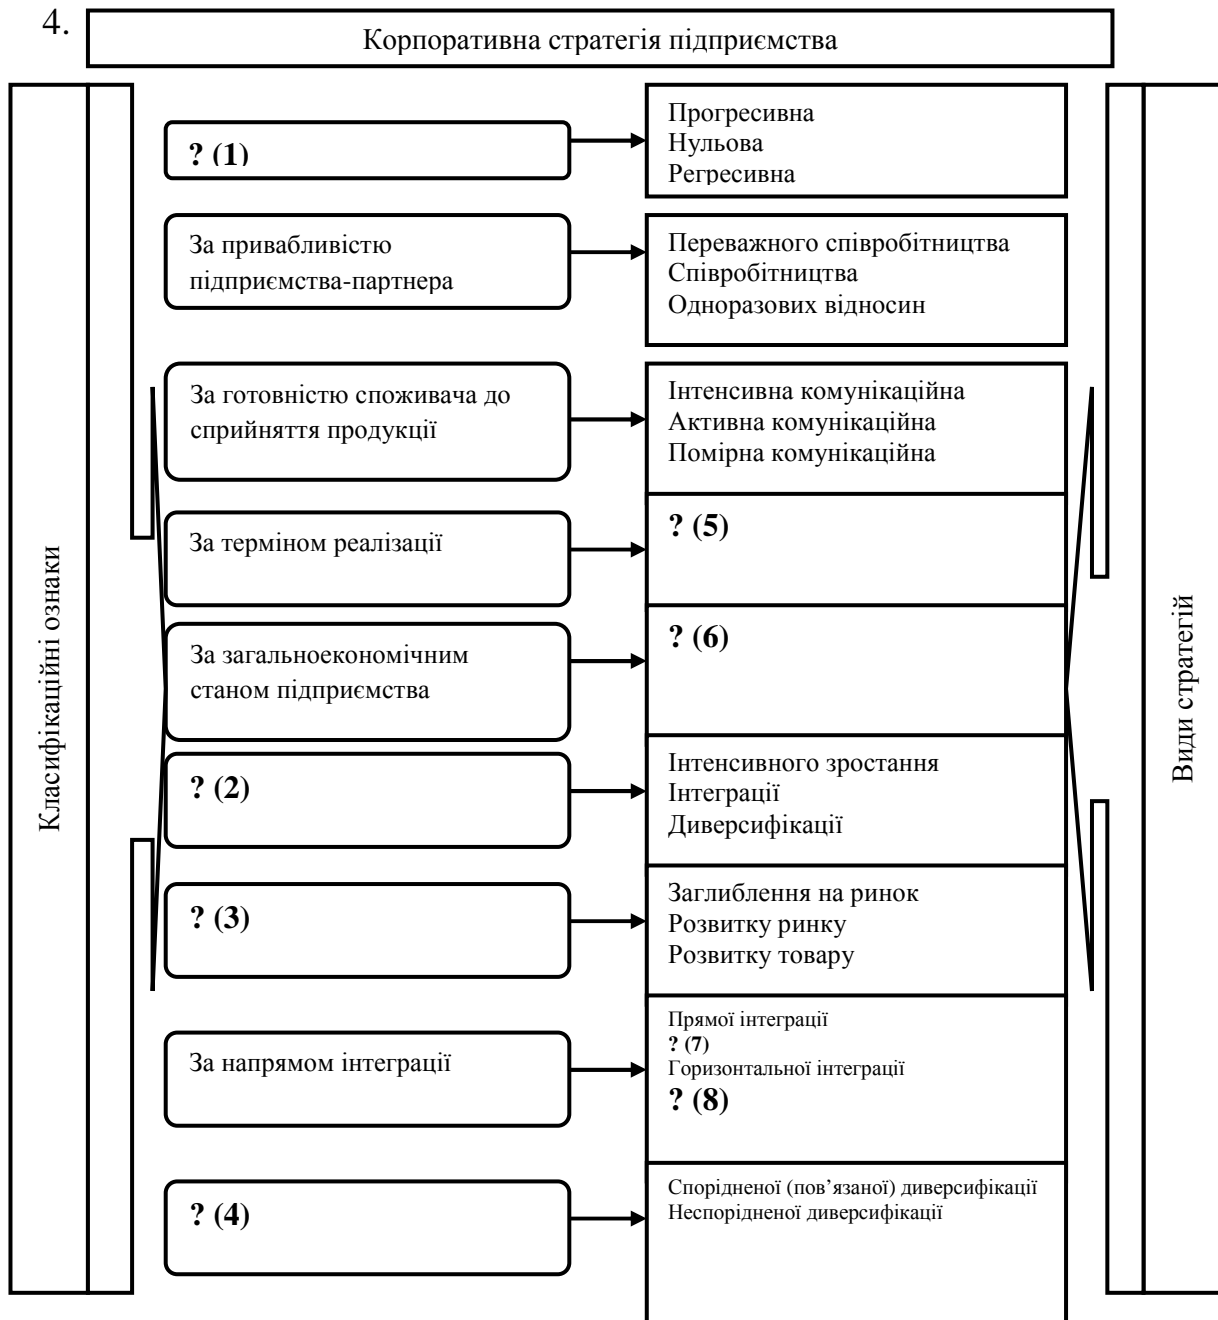 4.
Корпоративна стратегія підприємства
Класифікаційні ознаки
? (1)
Прогресивна
Нульова
Регресивна
За привабливістю
підприємства-партнера
Переважного співробітництва
Співробітництва
Одноразових відносин
За готовністю споживача до
сприйняття продукції
Інтенсивна комунікаційна
Активна комунікаційна
Помірна комунікаційна
За терміном реалізації
? (5)
За загальноекономічним
станом підприємства
? (6)
? (2)
Інтенсивного зростання
Інтеграції
Диверсифікації
? (3)
Заглиблення на ринок
Розвитку ринку
Розвитку товару
За напрямом інтеграції
Прямої інтеграції
? (7)
Горизонтальної інтеграції
? (8)
? (4)
Спорідненої (пов’язаної) диверсифікації
Неспорідненої диверсифікації
Види стратегій